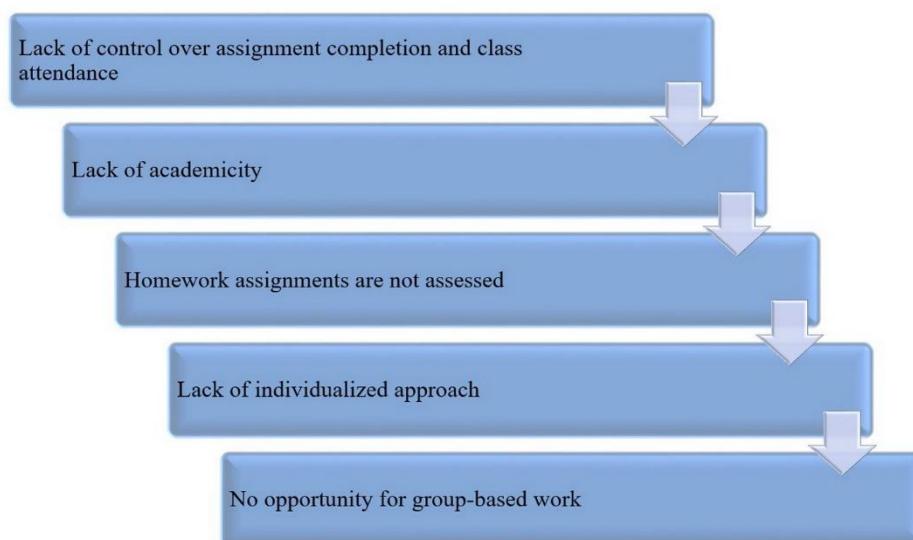 Lack of control over assignment completion and class
attendance
Lack of academicity
Homework assignments are not assessed
Lack of individualized approach
No opportunity for group-based work